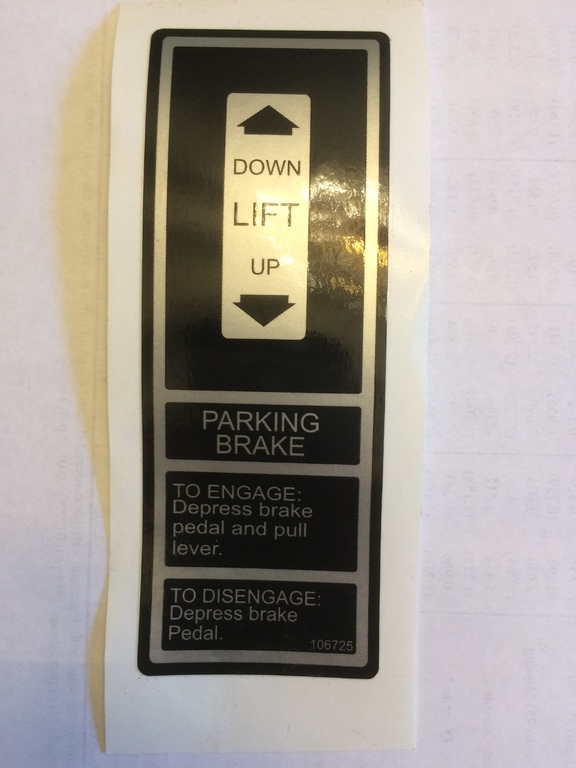 DOWN
LIFT
UP
PARKING
BRAKE
TO ENGAGE:
Depress brake
pedal and pull
lever.
TO DISENGAGE:
Depress brake
Pedal.
106725